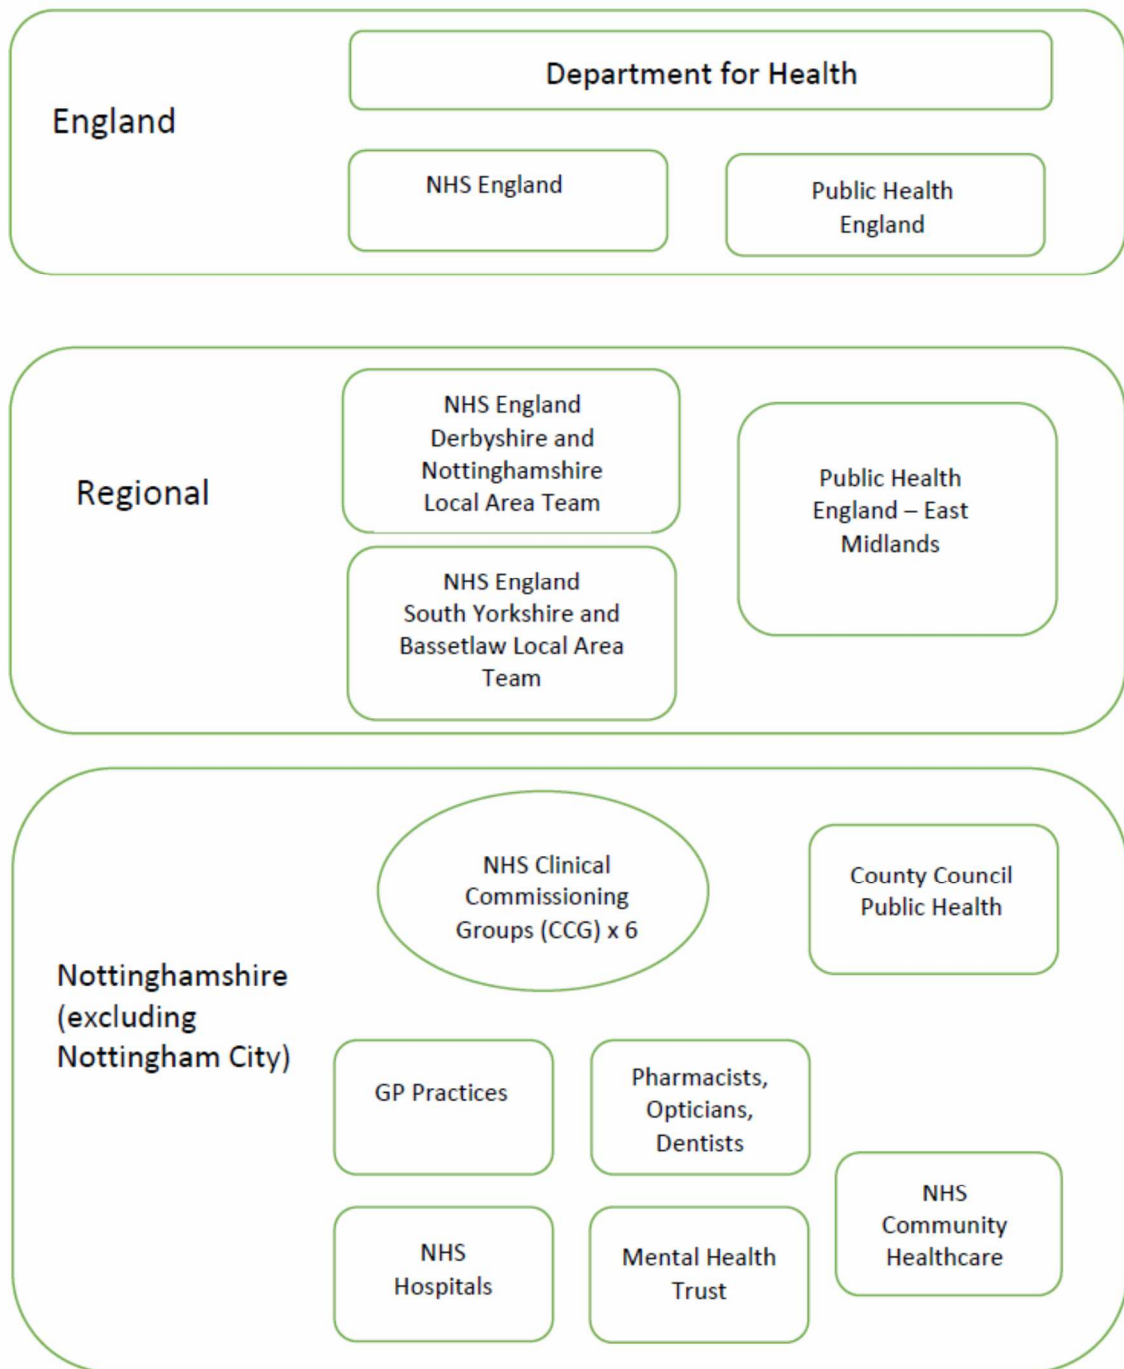 England
Department for Health
NHS England
Public Health
England
Regional
NHS England
Derbyshire and
Nottinghamshire
Local Area Team
Public Health
England – East
Midlands
NHS England
South Yorkshire and
Bassetlaw Local Area
Team
Nottinghamshire
(excluding
Nottingham City)
NHS Clinical
Commissioning
Groups (CCG) x 6
County Council
Public Health
GP Practices
Pharmacists,
Opticians,
Dentists
NHS
Community
Healthcare
NHS
Hospitals
Mental Health
Trust